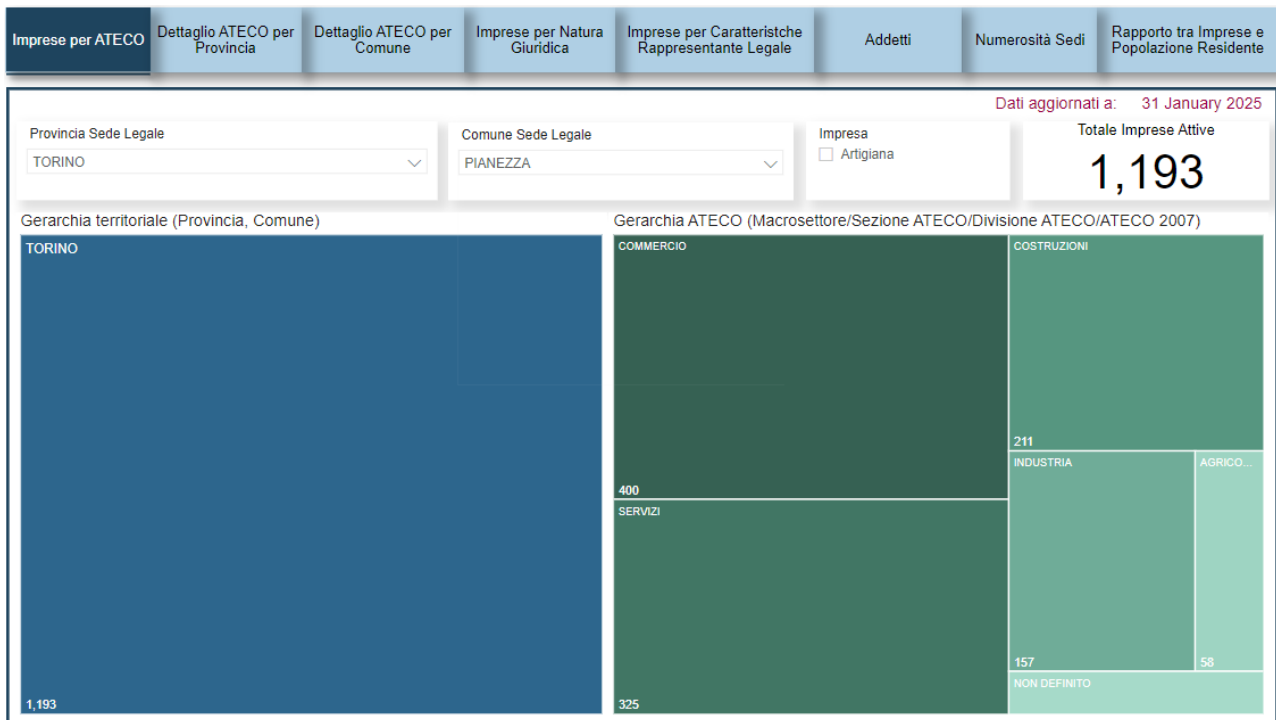 Imprese per ATECO
Dettaglio ATECO per
Provincia
Dettaglio ATECO per
Comune
Imprese per Natura
Giuridica
Imprese per Caratteristche
Rappresentante Legale
Addetti
Numerosità Sedi
Rapporto tra Imprese e
Popolazione Residente
Dati aggiornati a: 31 January 2025
Provincia Sede Legale
TORINO
Comune Sede Legale
PIANEZZA
Impresa
Artigiana
Totale Imprese Attive
1,193
Gerarchia territoriale (Provincia, Comune)
TORINO
1,193
Gerarchia ATECO (Macrosettore/Sezione ATECO/Divisione ATECO/ATECO 2007)
COMMERCIO
400
SERVIZI
325
COSTRUZIONI
211
INDUSTRIA
157
AGRICO...
58
NON DEFINITO